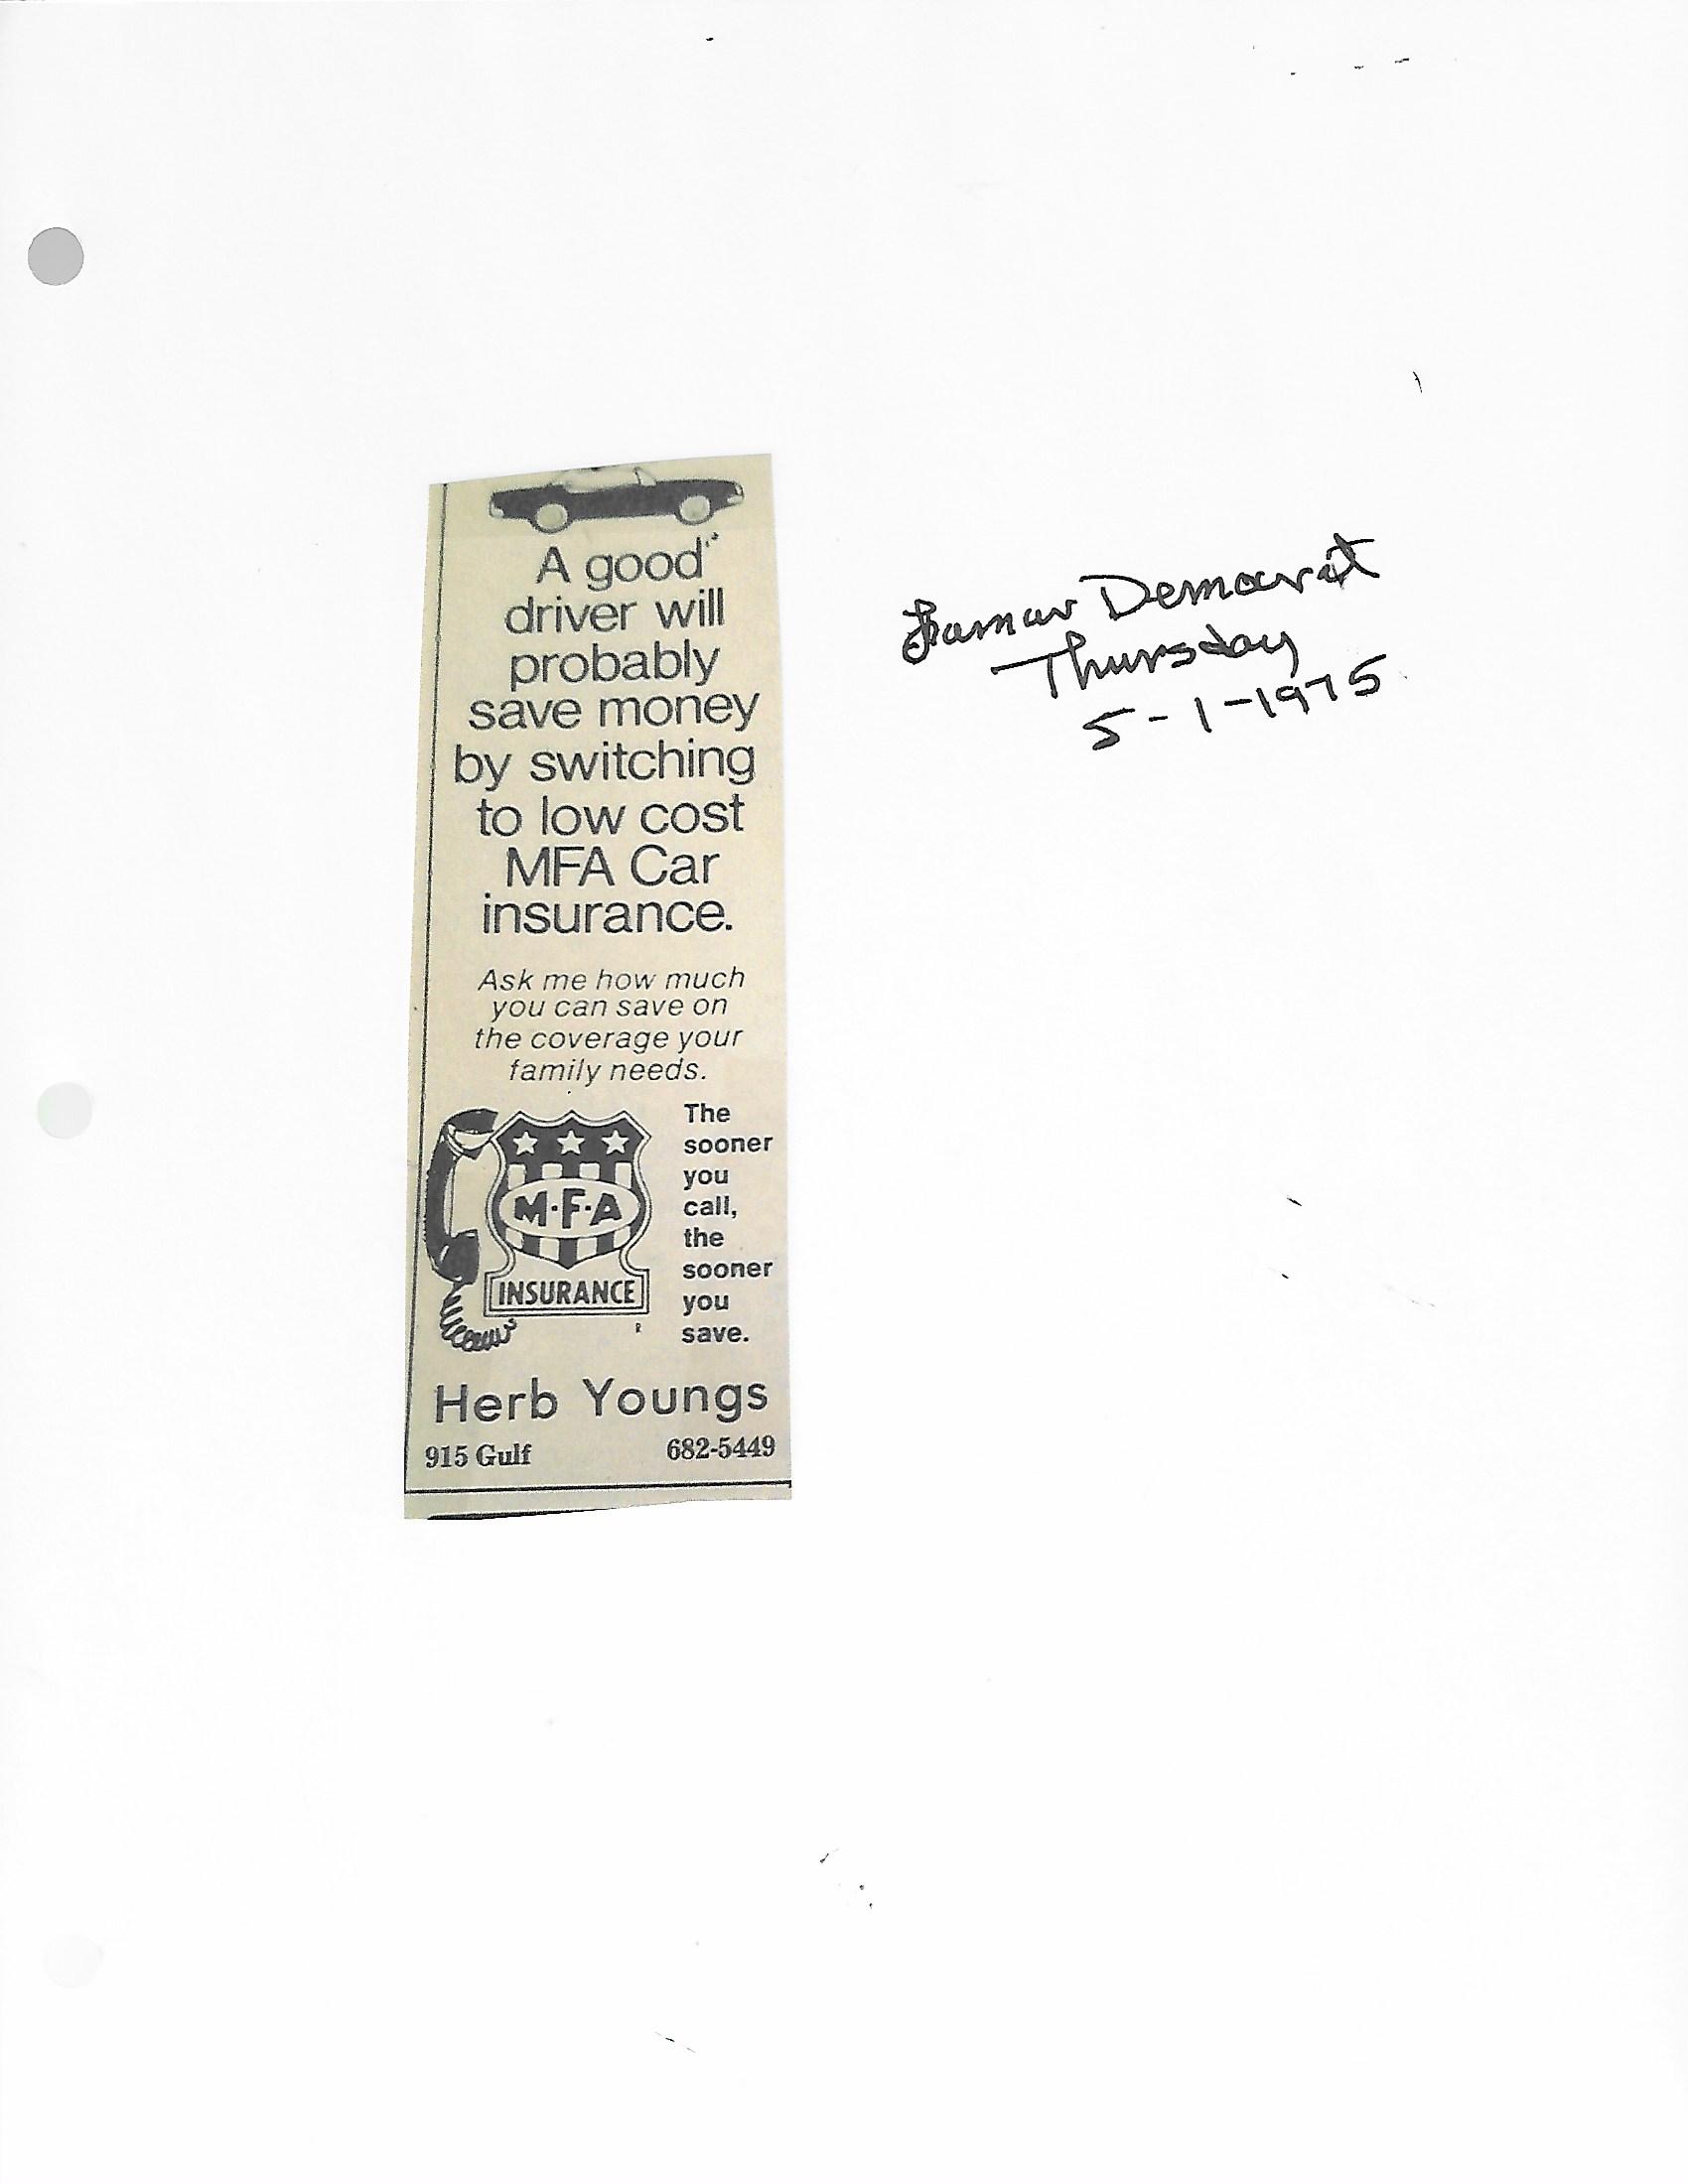 A good
driver will
probably
save money
by switching
to low cost
MFA Car
insurance.
Ask me how much
you can save on
the coverage your
family needs.
M·F·A
INSURANCE
R
The
sooner
you
call,
the
sooner
you
save.
Herb Youngs
915 Gulf 682-5449
Lamar Democrat
Thursday
5-1-1975